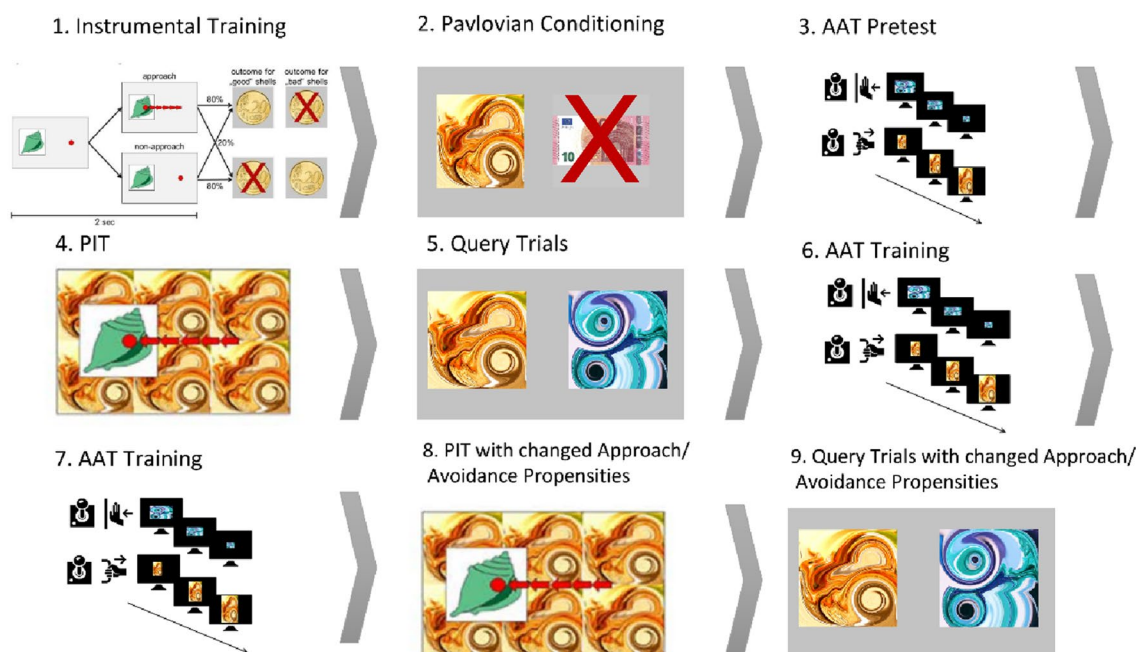 1. Instrumental Training
approach
outcome for
„good" shells
outcome for
„bad" shells
80%
20%
non-approach
80%
2 sec
2. Pavlovian Conditioning
10
3. AAT Pretest
4. PIT
5. Query Trials
6. AAT Training
7. AAT Training
8. PIT with changed Approach/
Avoidance Propensities
9. Query Trials with changed Approach/
Avoidance Propensities